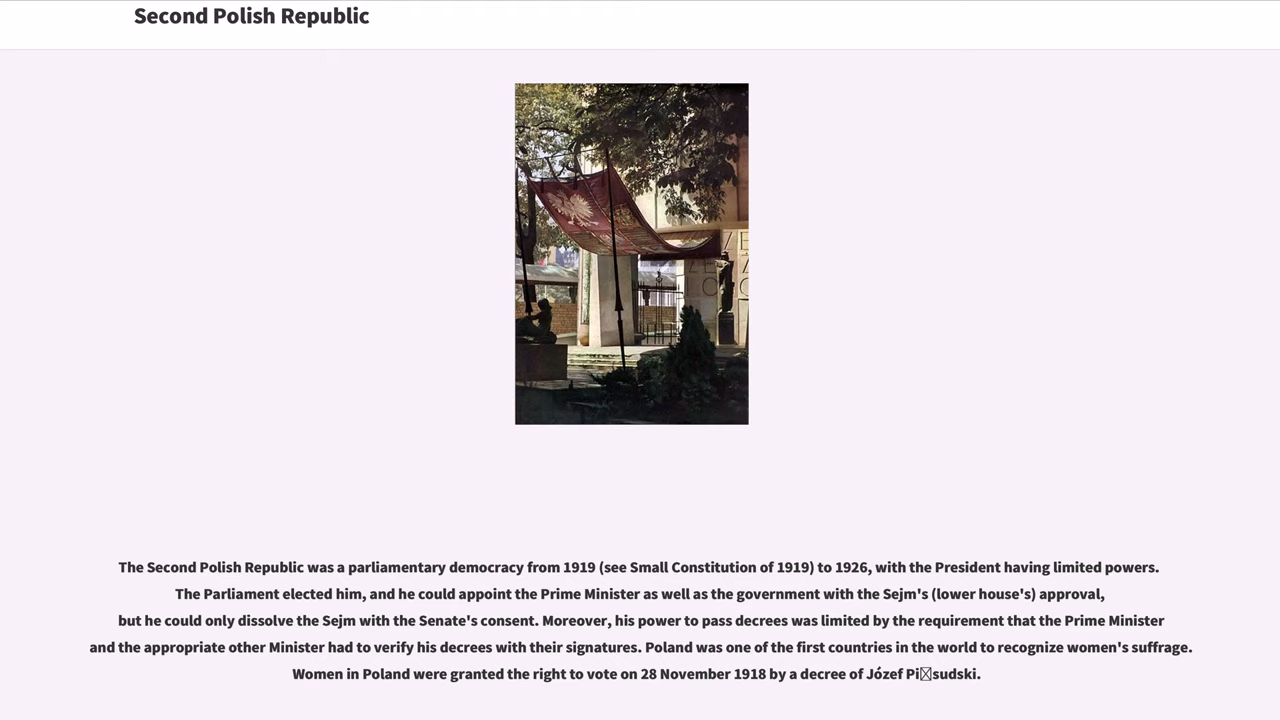 Second Polish Republic
The Second Polish Republic was a parliamentary democracy from 1919 (see Small Constitution of 1919) to 1926, with the President having limited powers.
The Parliament elected him, and he could appoint the Prime Minister as well as the government with the Sejm's (lower house's) approval,
but he could only dissolve the Sejm with the Senate's consent. Moreover, his power to pass decrees was limited by the requirement that the Prime Minister
and the appropriate other Minister had to verify his decrees with their signatures. Poland was one of the first countries in the world to recognize women's suffrage.
Women in Poland were granted the right to vote on 28 November 1918 by a decree of Józef Pi☒sudski.